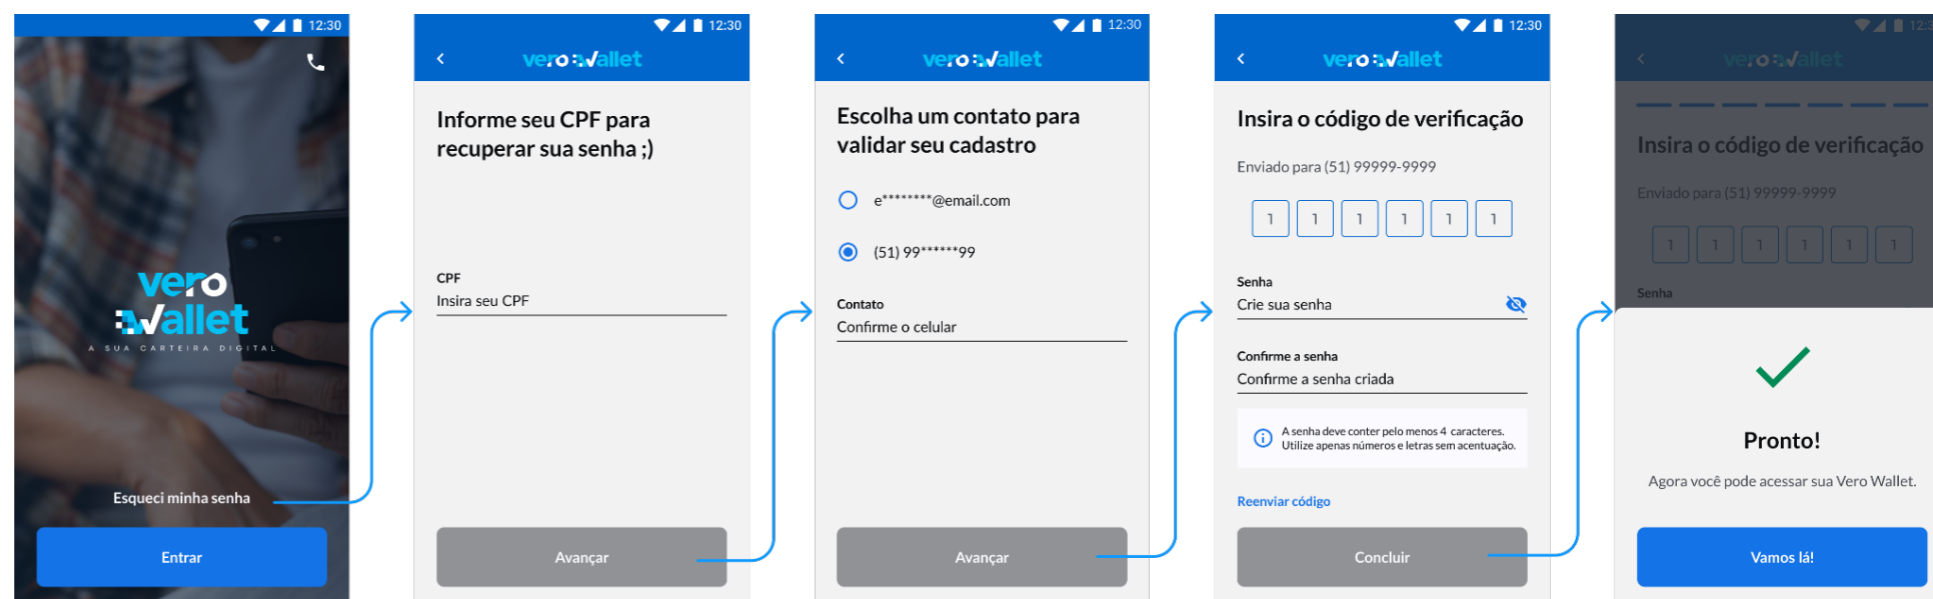 12:30
vero
wallet
A SUA CARTEIRA DIGITAL
Esqueci minha senha
Entrar
12:30
vero wallet
Informe seu CPF para
recuperar sua senha ;)
CPF
Insira seu CPF
Avançar
12:30
vero wallet
Escolha um contato para
validar seu cadastro
e********@email.com
(51) 99******99
Contato
Confirme o celular
Avançar
12:30
vero wallet
Insira o código de verificação
Enviado para (51) 99999-9999
1 1 1 1 1 1
Senha
Crie sua senha
Confirme a senha
Confirme a senha criada
A senha deve conter pelo menos 4 caracteres.
Utilize apenas números e letras sem acentuação.
Reenviar código
Concluir
vero wallet
Insira o código de verificação
Enviado para (51) 99999-9999
1 1 1 1 1 1
Senha
Pronto!
Agora você pode acessar sua Vero Wallet.
Vamos lá!